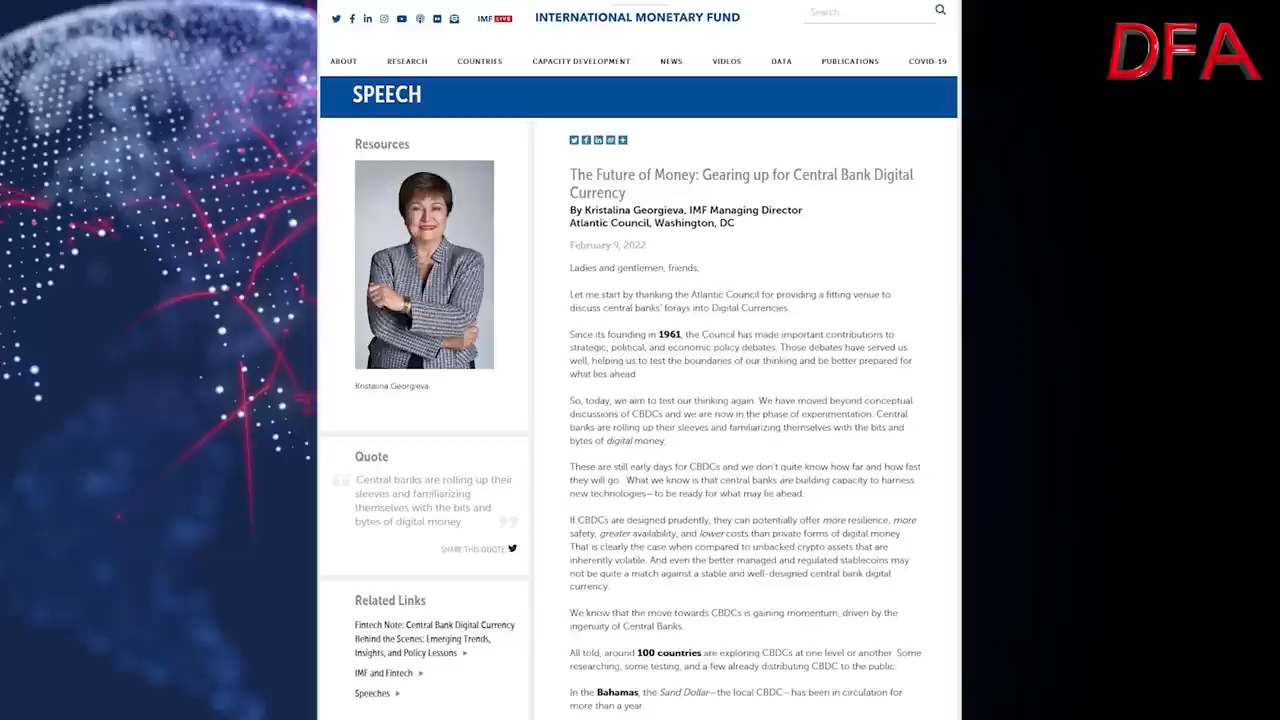 IMF LIVE
INTERNATIONAL MONETARY FUND
Search
DFA
ABOUT
RESEARCH
COUNTRIES
CAPACITY DEVELOPMENT
NEWS
VIDEOS
DATA
PUBLICATIONS
COVID-19
SPEECH
Resources
Kristalina Georgieva
Quote
Central banks are rolling up their
sleeves and familiarizing
themselves with the bits and
bytes of digital money
SHARE THIS QUOTE
Related Links
Fintech Note: Central Bank Digital Currency
Behind the Scenes: Emerging Trends,
Insights, and Policy Lessons
IMF and Fintech
Speeches
The Future of Money: Gearing up for Central Bank Digital
Currency
By Kristalina Georgieva, IMF Managing Director
Atlantic Council, Washington, DC
February 9, 2022
Ladies and gentlemen, friends,
Let me start by thanking the Atlantic Council for providing a fitting venue to
discuss central banks' forays into Digital Currencies.
Since its founding in 1961, the Council has made important contributions to
strategic, political, and economic policy debates. Those debates have served us
well, helping us to test the boundaries of our thinking and be better prepared for
what lies ahead
So, today, we aim to test our thinking again. We have moved beyond conceptual
discussions of CBDCs and we are now in the phase of experimentation. Central
banks are rolling up their sleeves and familiarizing themselves with the bits and
bytes of digital money.
These are still early days for CBDCs and we don't quite know how far and how fast
they will go. What we know is that central banks are building capacity to harness
new technologies—to be ready for what may lie ahead.
If CBDCs are designed prudently, they can potentially offer more resilience, more
safety, greater availability, and lower costs than private forms of digital money
That is clearly the case when compared to unbacked crypto assets that are
inherently volatile. And even the better managed and regulated stablecoins may
not be quite a match against a stable and well-designed central bank digital
currency.
We know that the move towards CBDCs is gaining momentum, driven by the
ingenuity of Central Banks.
All told, around 100 countries are exploring CBDCs at one level or another. Some
researching, some testing, and a few already distributing CBDC to the public.
In the Bahamas, the Sand Dollar—the local CBDC—has been in circulation for
more than a year.